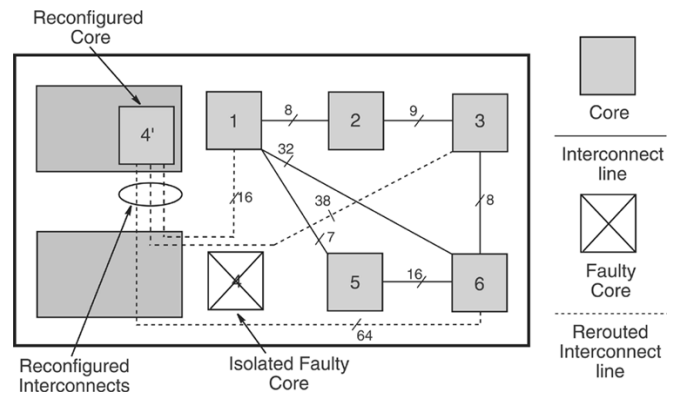 Reconfigured
Core
4'
1
8
2
9
3
32
16
38
8
7
4
5
16
6
64
Reconfigured
Interconnects
Isolated Faulty
Core
Core
Interconnect
line
Faulty
Core
Rerouted
Interconnect
line